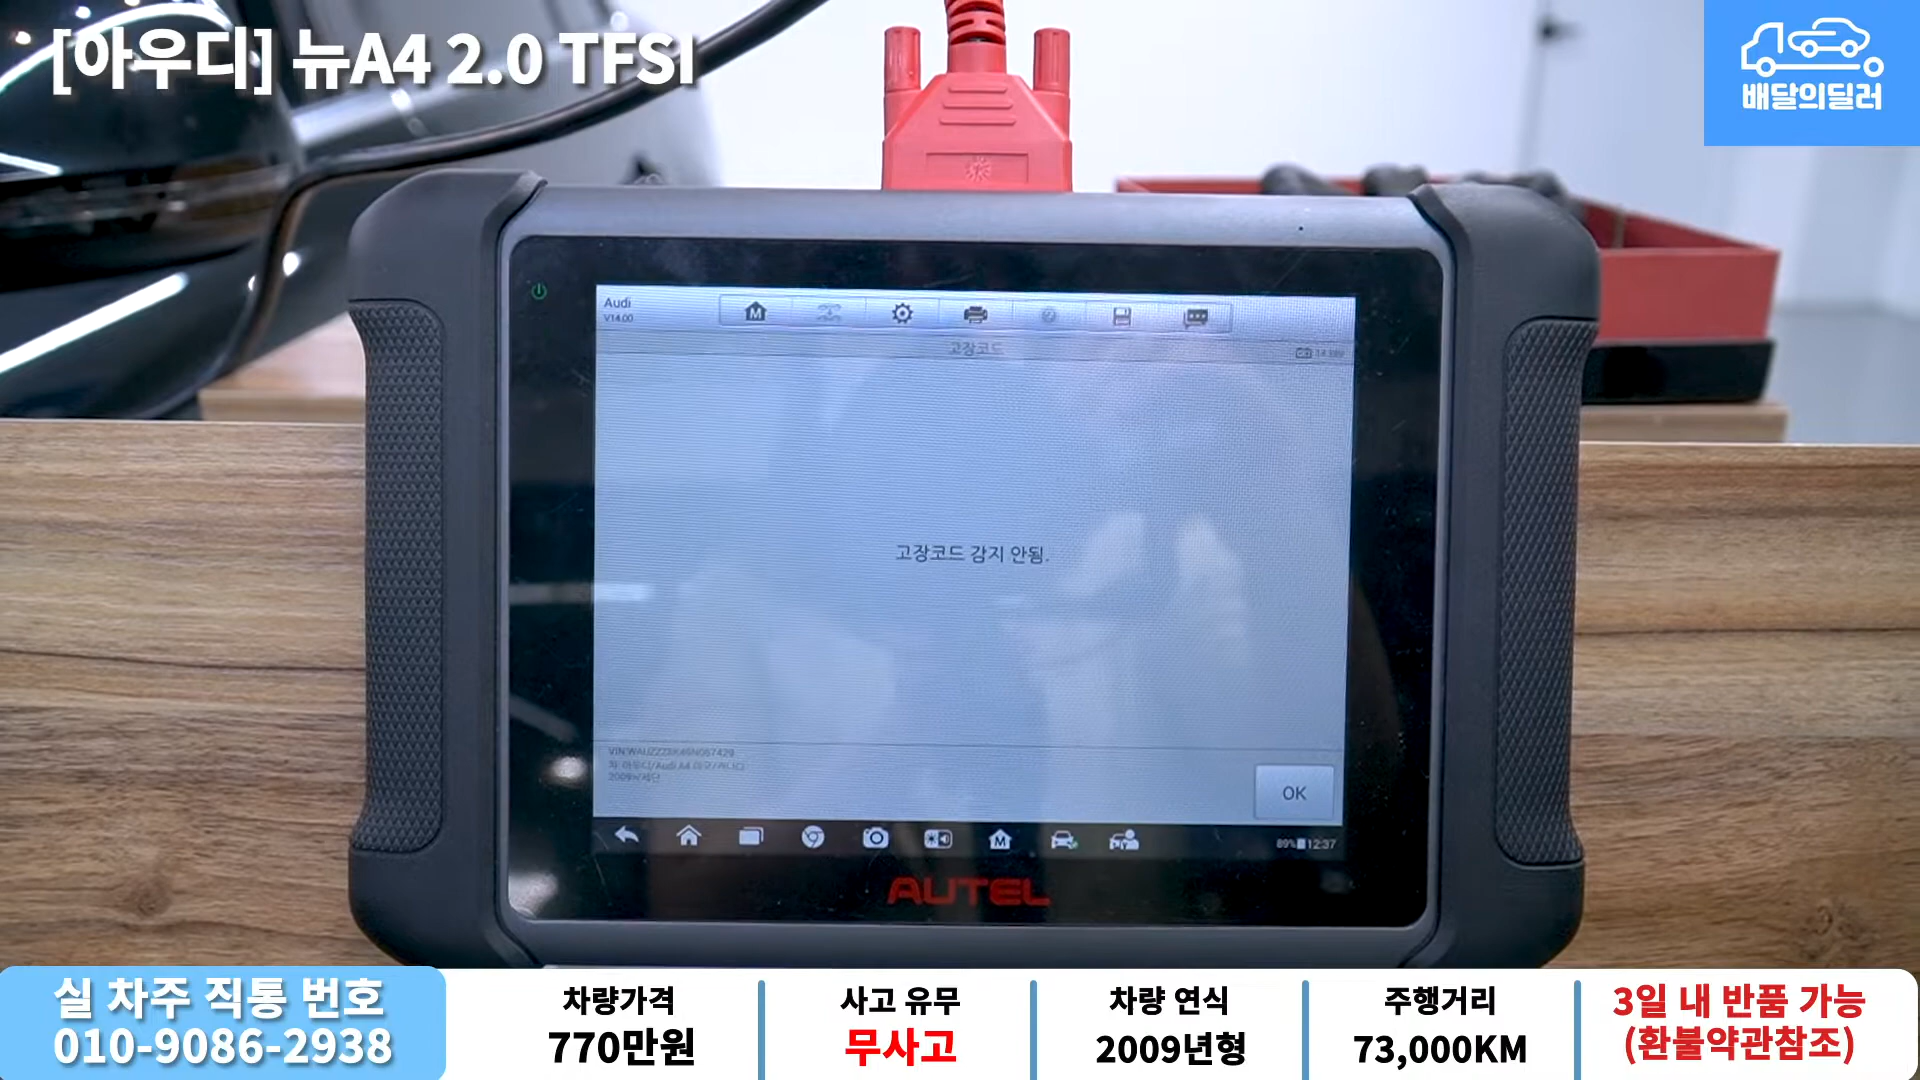 [아우디] 뉴A4 2.0 TFSI
배달의딜러
Audi
V14.00
M
고장코드
고장코드 감지 안됨.
OK
M
89% 12:37
AUTEL
실 차주 직통 번호
010-9086-2938
차량가격
770만원
사고 유무
무사고
차량 연식
2009년형
주행거리
73,000KM
3일 내 반품 가능
(환불약관참조)